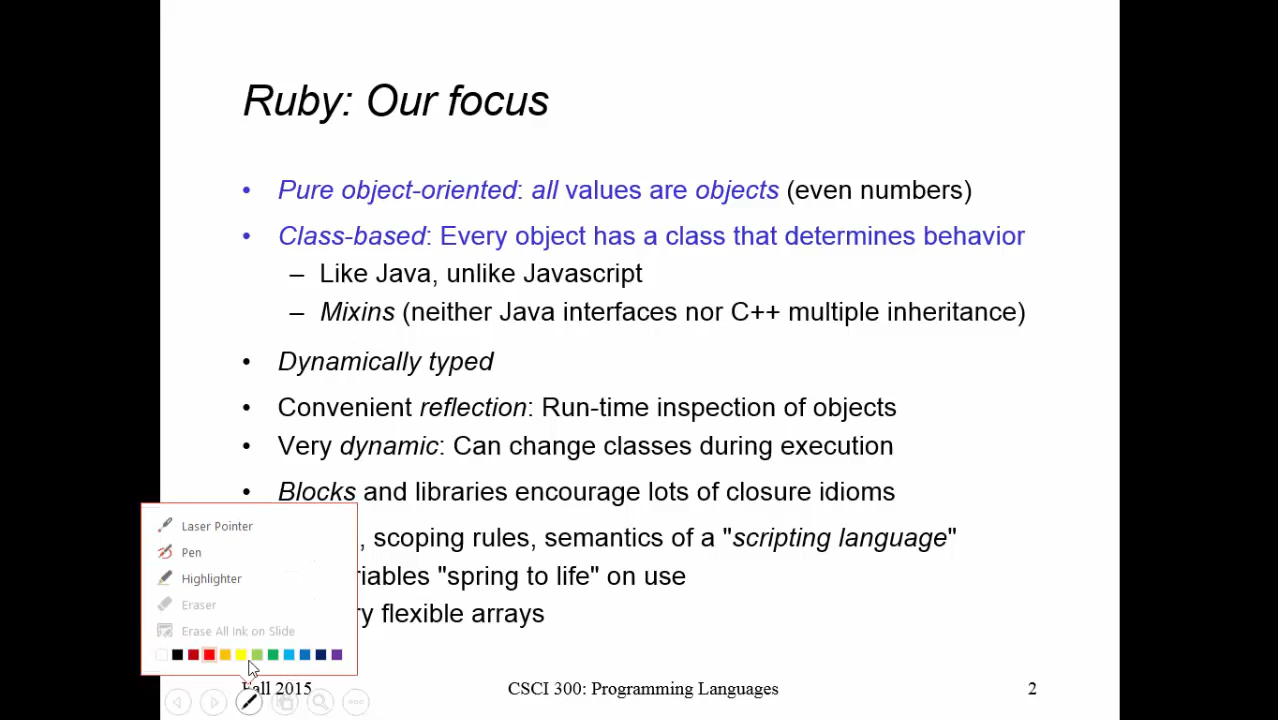 Ruby: Our focus
• Pure object-oriented: all values are objects (even numbers)
• Class-based: Every object has a class that determines behavior
– Like Java, unlike Javascript
– Mixins (neither Java interfaces nor C++ multiple inheritance)
• Dynamically typed
• Convenient reflection: Run-time inspection of objects
• Very dynamic: Can change classes during execution
• Blocks and libraries encourage lots of closure idioms
, scoping rules, semantics of a "scripting language"
iables "spring to life" on use
y flexible arrays
Laser Pointer
Pen
Highlighter
Eraser
Erase All Ink on Slide
Fall 2015 CSCI 300: Programming Languages 2